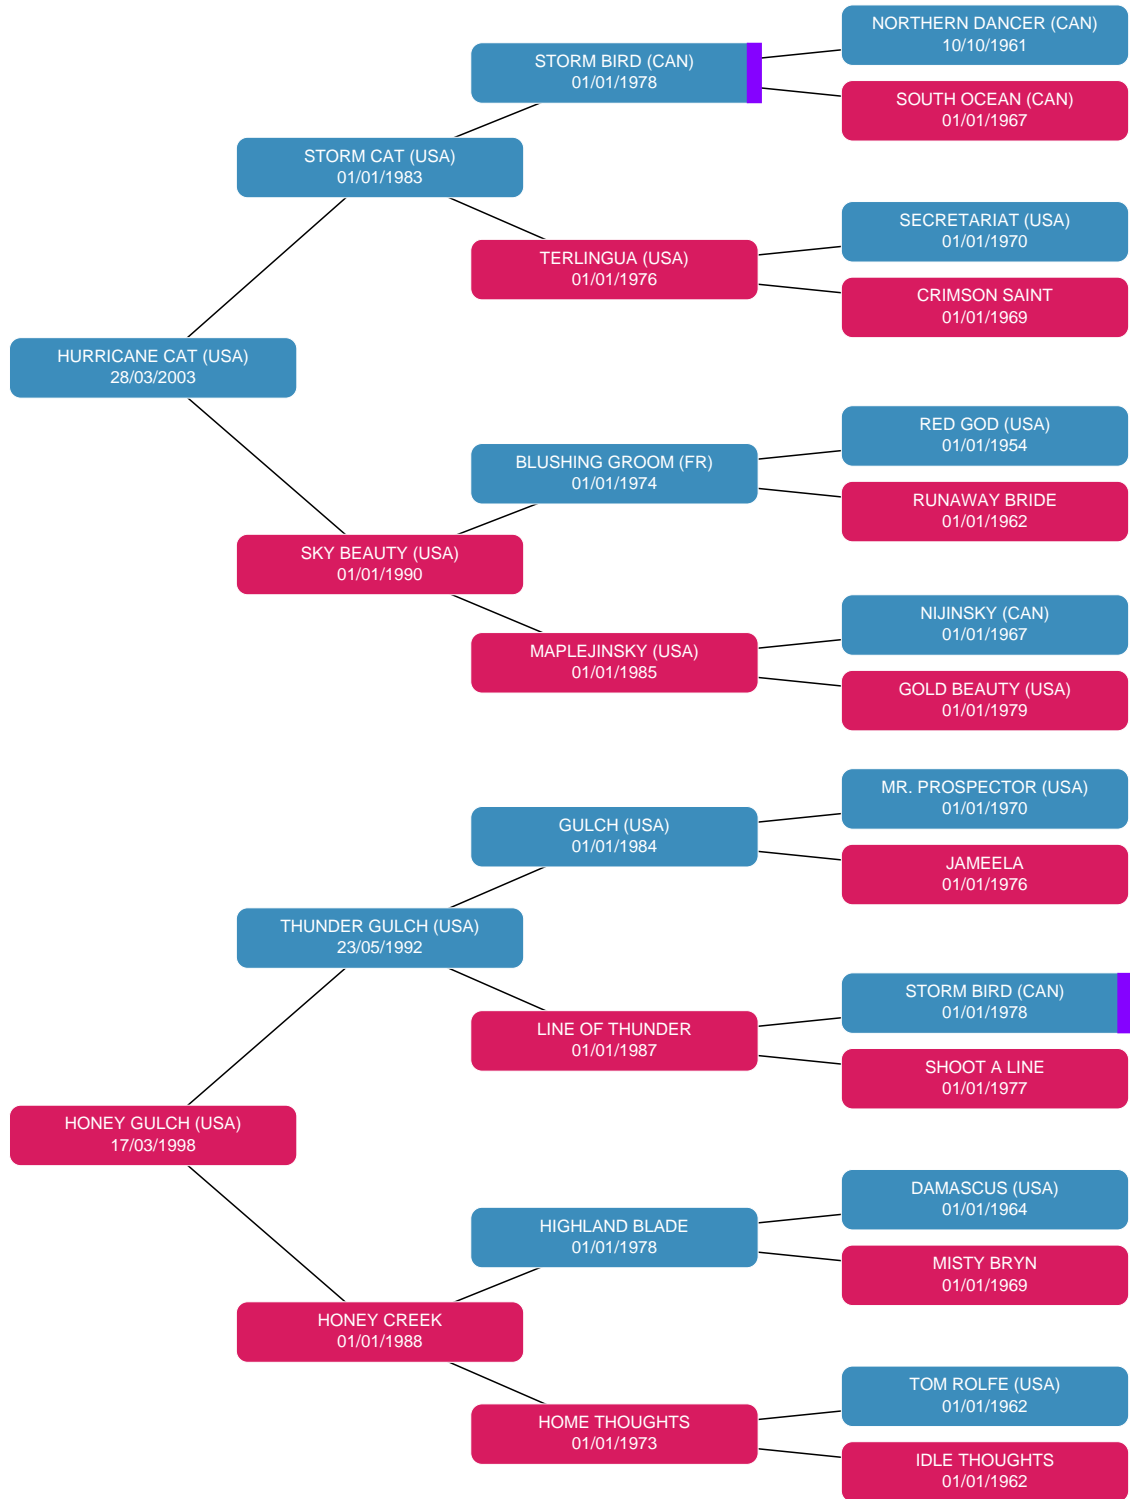 NORTHERN DANCER (CAN)
10/10/1961
STORM BIRD (CAN)
01/01/1978
SOUTH OCEAN (CAN)
01/01/1967
STORM CAT (USA)
01/01/1983
SECRETARIAT (USA)
01/01/1970
TERLINGUA (USA)
01/01/1976
CRIMSON SAINT
01/01/1969
HURRICANE CAT (USA)
28/03/2003
RED GOD (USA)
01/01/1954
BLUSHING GROOM (FR)
01/01/1974
RUNAWAY BRIDE
01/01/1962
SKY BEAUTY (USA)
01/01/1990
NIJINSKY (CAN)
01/01/1967
MAPLEJINSKY (USA)
01/01/1985
GOLD BEAUTY (USA)
01/01/1979
MR. PROSPECTOR (USA)
01/01/1970
GULCH (USA)
01/01/1984
JAMEELA
01/01/1976
THUNDER GULCH (USA)
23/05/1992
STORM BIRD (CAN)
01/01/1978
LINE OF THUNDER
01/01/1987
SHOOT A LINE
01/01/1977
HONEY GULCH (USA)
17/03/1998
DAMASCUS (USA)
01/01/1964
HIGHLAND BLADE
01/01/1978
MISTY BRYN
01/01/1969
HONEY CREEK
01/01/1988
TOM ROLFE (USA)
01/01/1962
HOME THOUGHTS
01/01/1973
IDLE THOUGHTS
01/01/1962